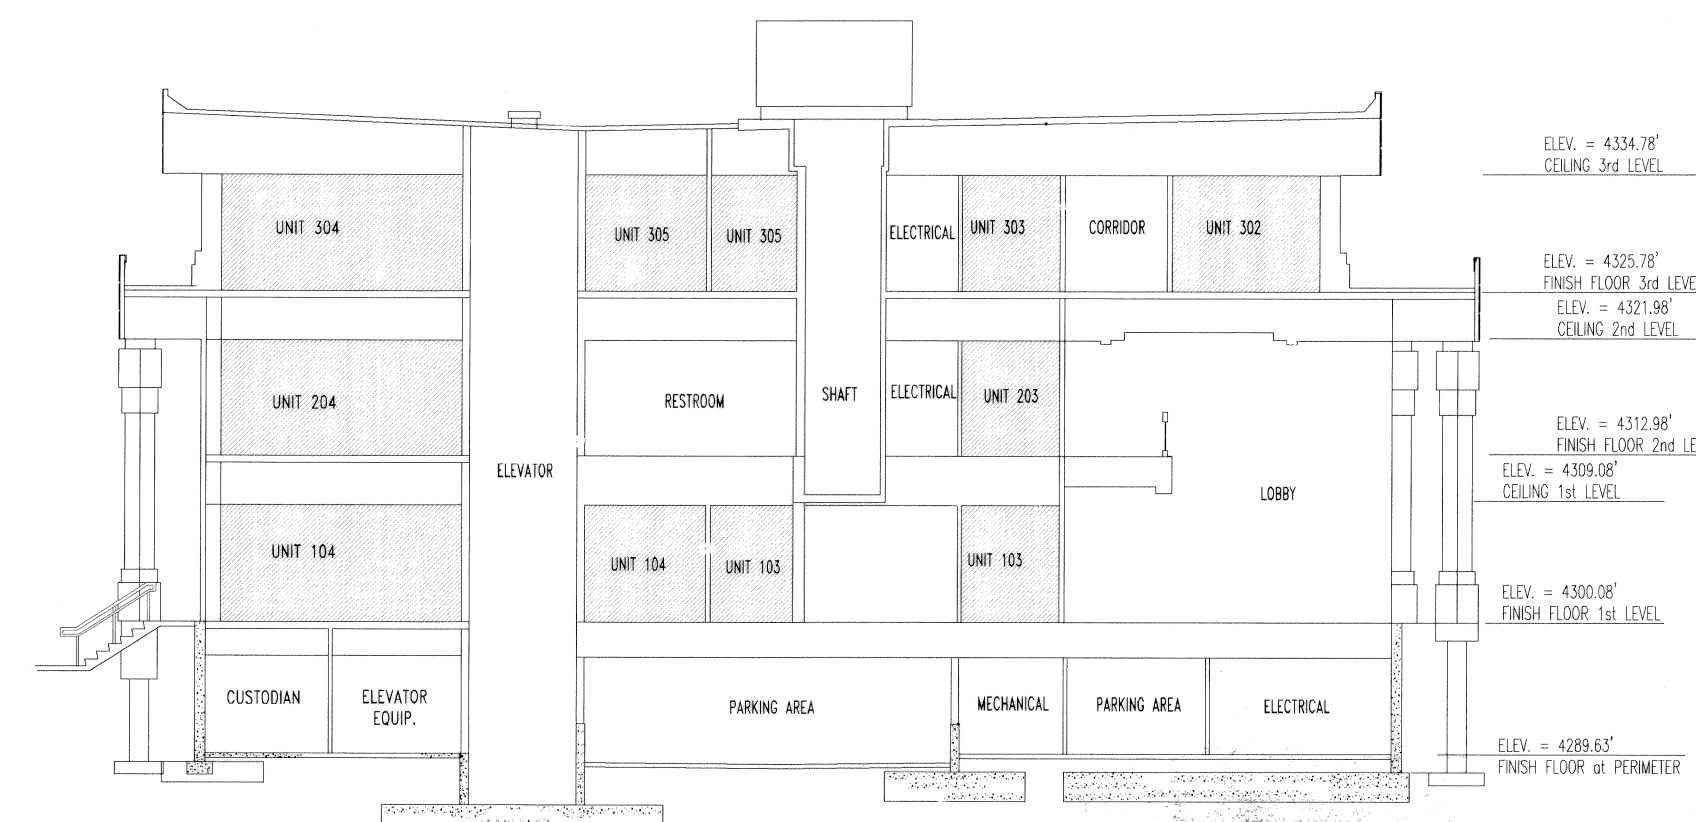 ELEV. = 4334.78'
CEILING 3rd LEVEL
UNIT 304
UNIT 305
UNIT 305
ELECTRICAL
UNIT 303
CORRIDOR
UNIT 302
ELEV. = 4325.78'
FINISH FLOOR 3rd LEVE
ELEV. = 4321.98'
CEILING 2nd LEVEL
UNIT 204
RESTROOM
SHAFT
ELECTRICAL
UNIT 203
ELEV. = 4312.98'
FINISH FLOOR 2nd LE
ELEVATOR
LOBBY
ELEV. = 4309.08'
CEILING 1st LEVEL
UNIT 104
UNIT 104
UNIT 103
UNIT 103
ELEV. = 4300.08'
FINISH FLOOR 1st LEVEL
CUSTODIAN
ELEVATOR
EQUIP.
PARKING AREA
MECHANICAL
PARKING AREA
ELECTRICAL
ELEV. = 4289.63'
FINISH FLOOR at PERIMETER